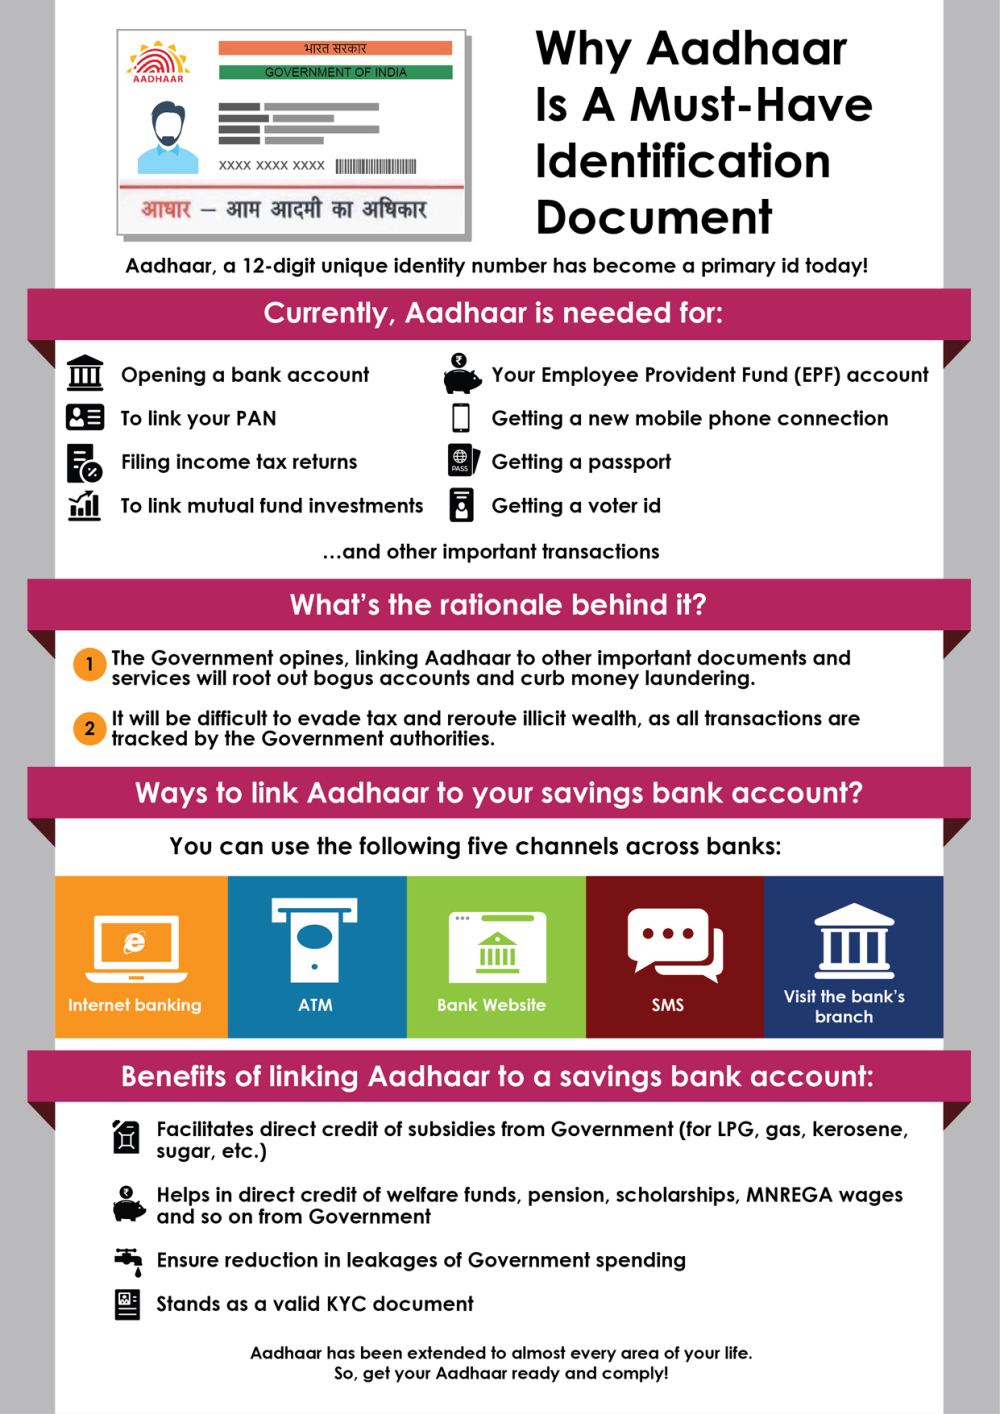 भारत सरकार
GOVERNMENT OF INDIA
AADHAAR
XXXX XXXX XXXX
आधार – आम आदमी का अधिकार
Why Aadhaar
Is A Must-Have
Identification
Document
Aadhaar, a 12-digit unique identity number has become a primary id today!
Currently, Aadhaar is needed for:
Opening a bank account
To link your PAN
Filing income tax returns
To link mutual fund investments
Your Employee Provident Fund (EPF) account
Getting a new mobile phone connection
PASS
Getting a passport
Getting a voter id
...and other important transactions
What's the rationale behind it?
1 The Government opines, linking Aadhaar to other important documents and
services will root out bogus accounts and curb money laundering.
2 It will be difficult to evade tax and reroute illicit wealth, as all transactions are
tracked by the Government authorities.
Ways to link Aadhaar to your savings bank account?
You can use the following five channels across banks:
Internet banking
ATM
Bank Website
SMS
Visit the bank's
branch
Benefits of linking Aadhaar to a savings bank account:
Facilitates direct credit of subsidies from Government (for LPG, gas, kerosene,
sugar, etc.)
Helps in direct credit of welfare funds, pension, scholarships, MNREGA wages
and so on from Government
Ensure reduction in leakages of Government spending
Stands as a valid KYC document
Aadhaar has been extended to almost every area of your life.
So, get your Aadhaar ready and comply!